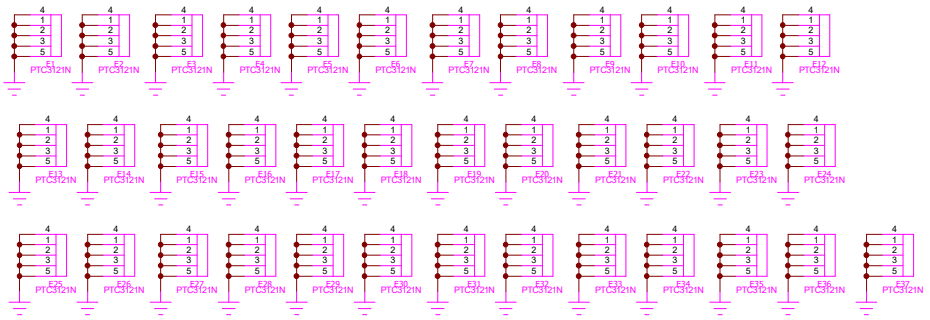 4 4 4 4 4 4 4 4 4 4 4 4
1 1 1 1 1 1 1 1 1 1 1 1
2 2 2 2 2 2 2 2 2 2 2 2
3 3 3 3 3 3 3 3 3 3 3 3
5 5 5 5 5 5 5 5 5 5 5 5
E1 E2 E3 E4 E5 E6 E7 E8 E9 E10 E11 E12
PTC3121N PTC3121N PTC3121N PTC3121N PTC3121N PTC3121N PTC3121N PTC3121N PTC3121N PTC3121N PTC3121N PTC3121N
4 4 4 4 4 4 4 4 4 4 4 4
1 1 1 1 1 1 1 1 1 1 1 1
2 2 2 2 2 2 2 2 2 2 2 2
3 3 3 3 3 3 3 3 3 3 3 3
5 5 5 5 5 5 5 5 5 5 5 5
E13 E14 E15 E16 E17 E18 E19 E20 E21 E22 E23 E24
PTC3121N PTC3121N PTC3121N PTC3121N PTC3121N PTC3121N PTC3121N PTC3121N PTC3121N PTC3121N PTC3121N PTC3121N
4 4 4 4 4 4 4 4 4 4 4 4 4
1 1 1 1 1 1 1 1 1 1 1 1 1
2 2 2 2 2 2 2 2 2 2 2 2 2
3 3 3 3 3 3 3 3 3 3 3 3 3
5 5 5 5 5 5 5 5 5 5 5 5 5
E25 E26 E27 E28 E29 E30 E31 E32 E33 E34 E35 E36 E37
PTC3121N PTC3121N PTC3121N PTC3121N PTC3121N PTC3121N PTC3121N PTC3121N PTC3121N PTC3121N PTC3121N PTC3121N PTC3121N